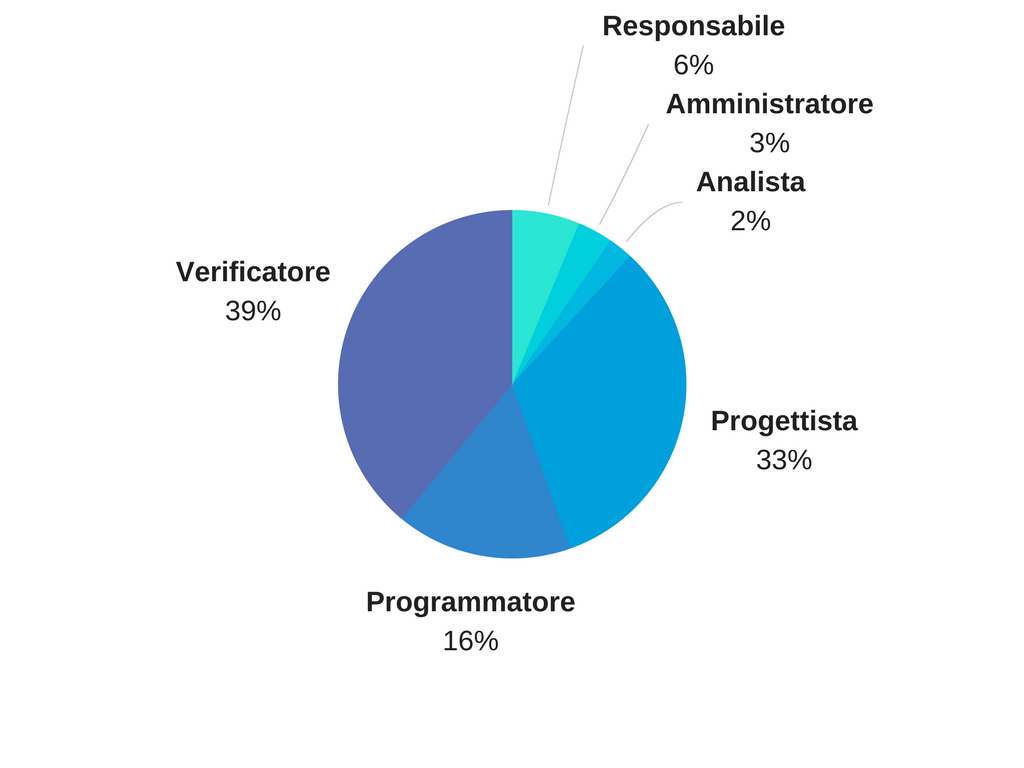 Responsabile
6%
Amministratore
3%
Analista
2%
Verificatore
39%
Progettista
33%
Programmatore
16%